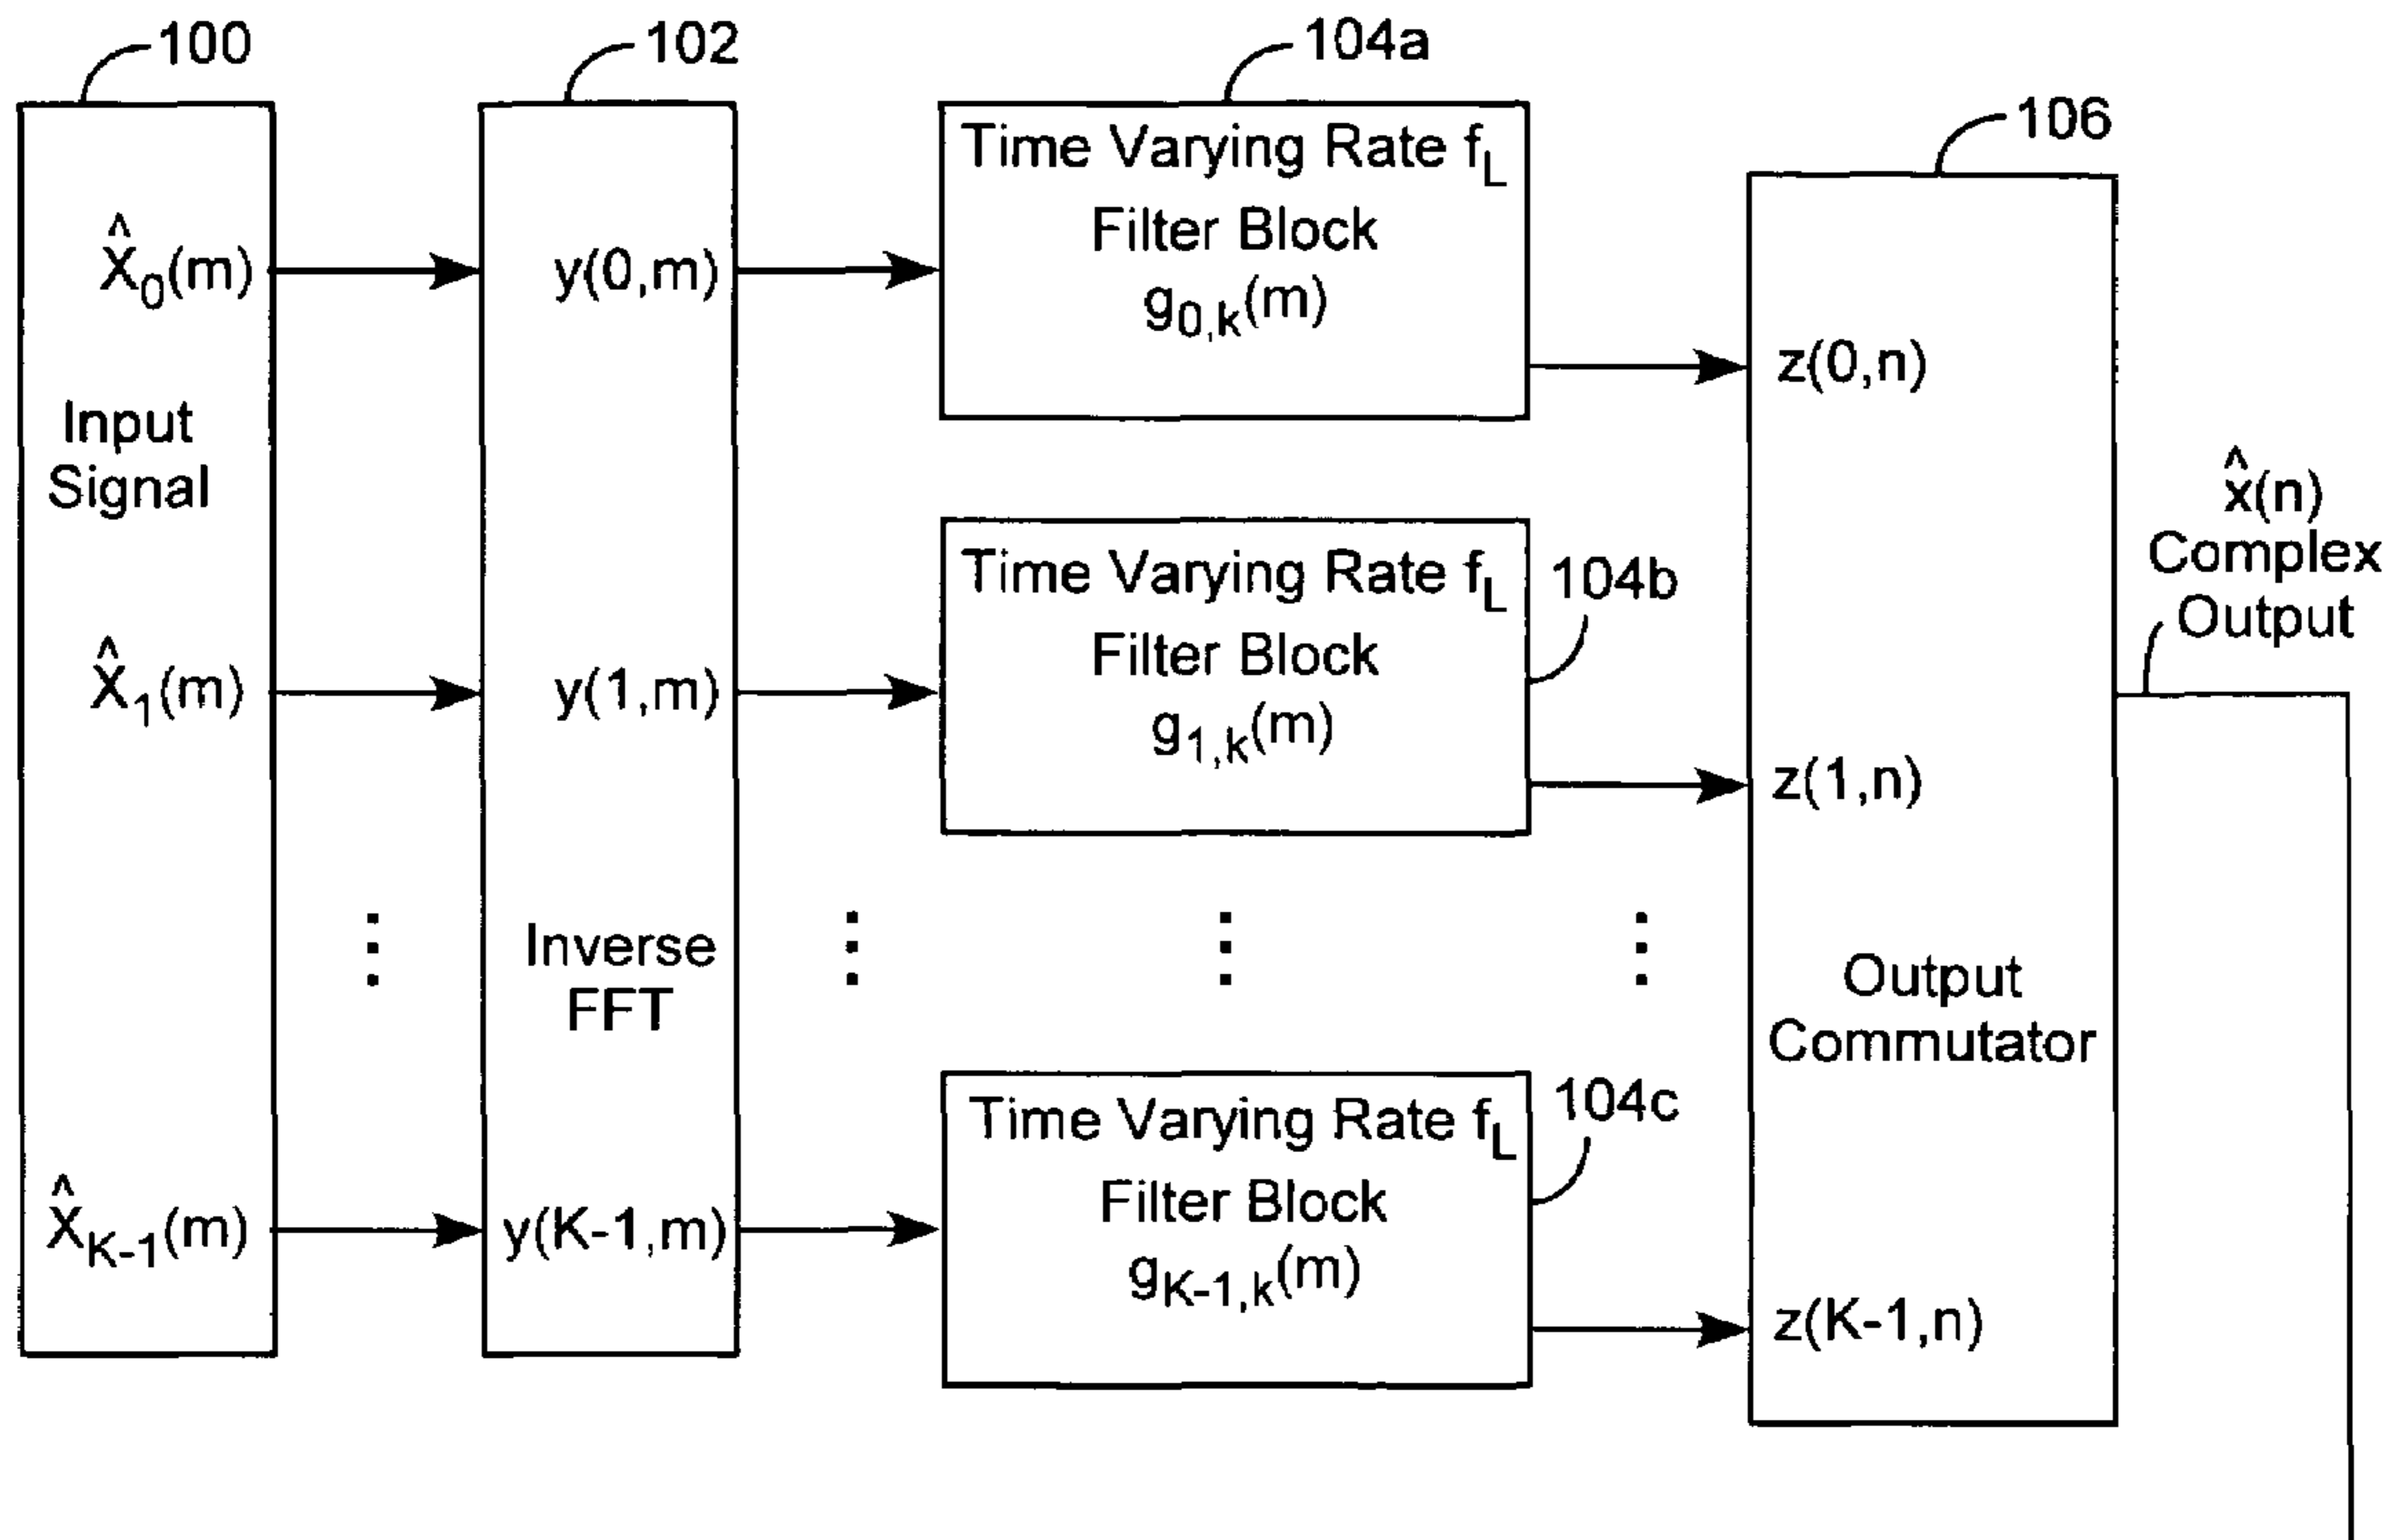 100
102
104a
106
X̂₀(m)
Input
Signal
X̂₁(m)
X̂K-1(m)
y(0,m)
y(1,m)
Inverse
FFT
y(K-1,m)
Time Varying Rate fL
Filter Block
g0,k(m)
Time Varying Rate fL
Filter Block
g1,k(m)
104b
Time Varying Rate fL
Filter Block
gK-1,k(m)
104c
z(0,n)
z(1,n)
Output
Commutator
z(K-1,n)
x̂(n)
Complex
Output